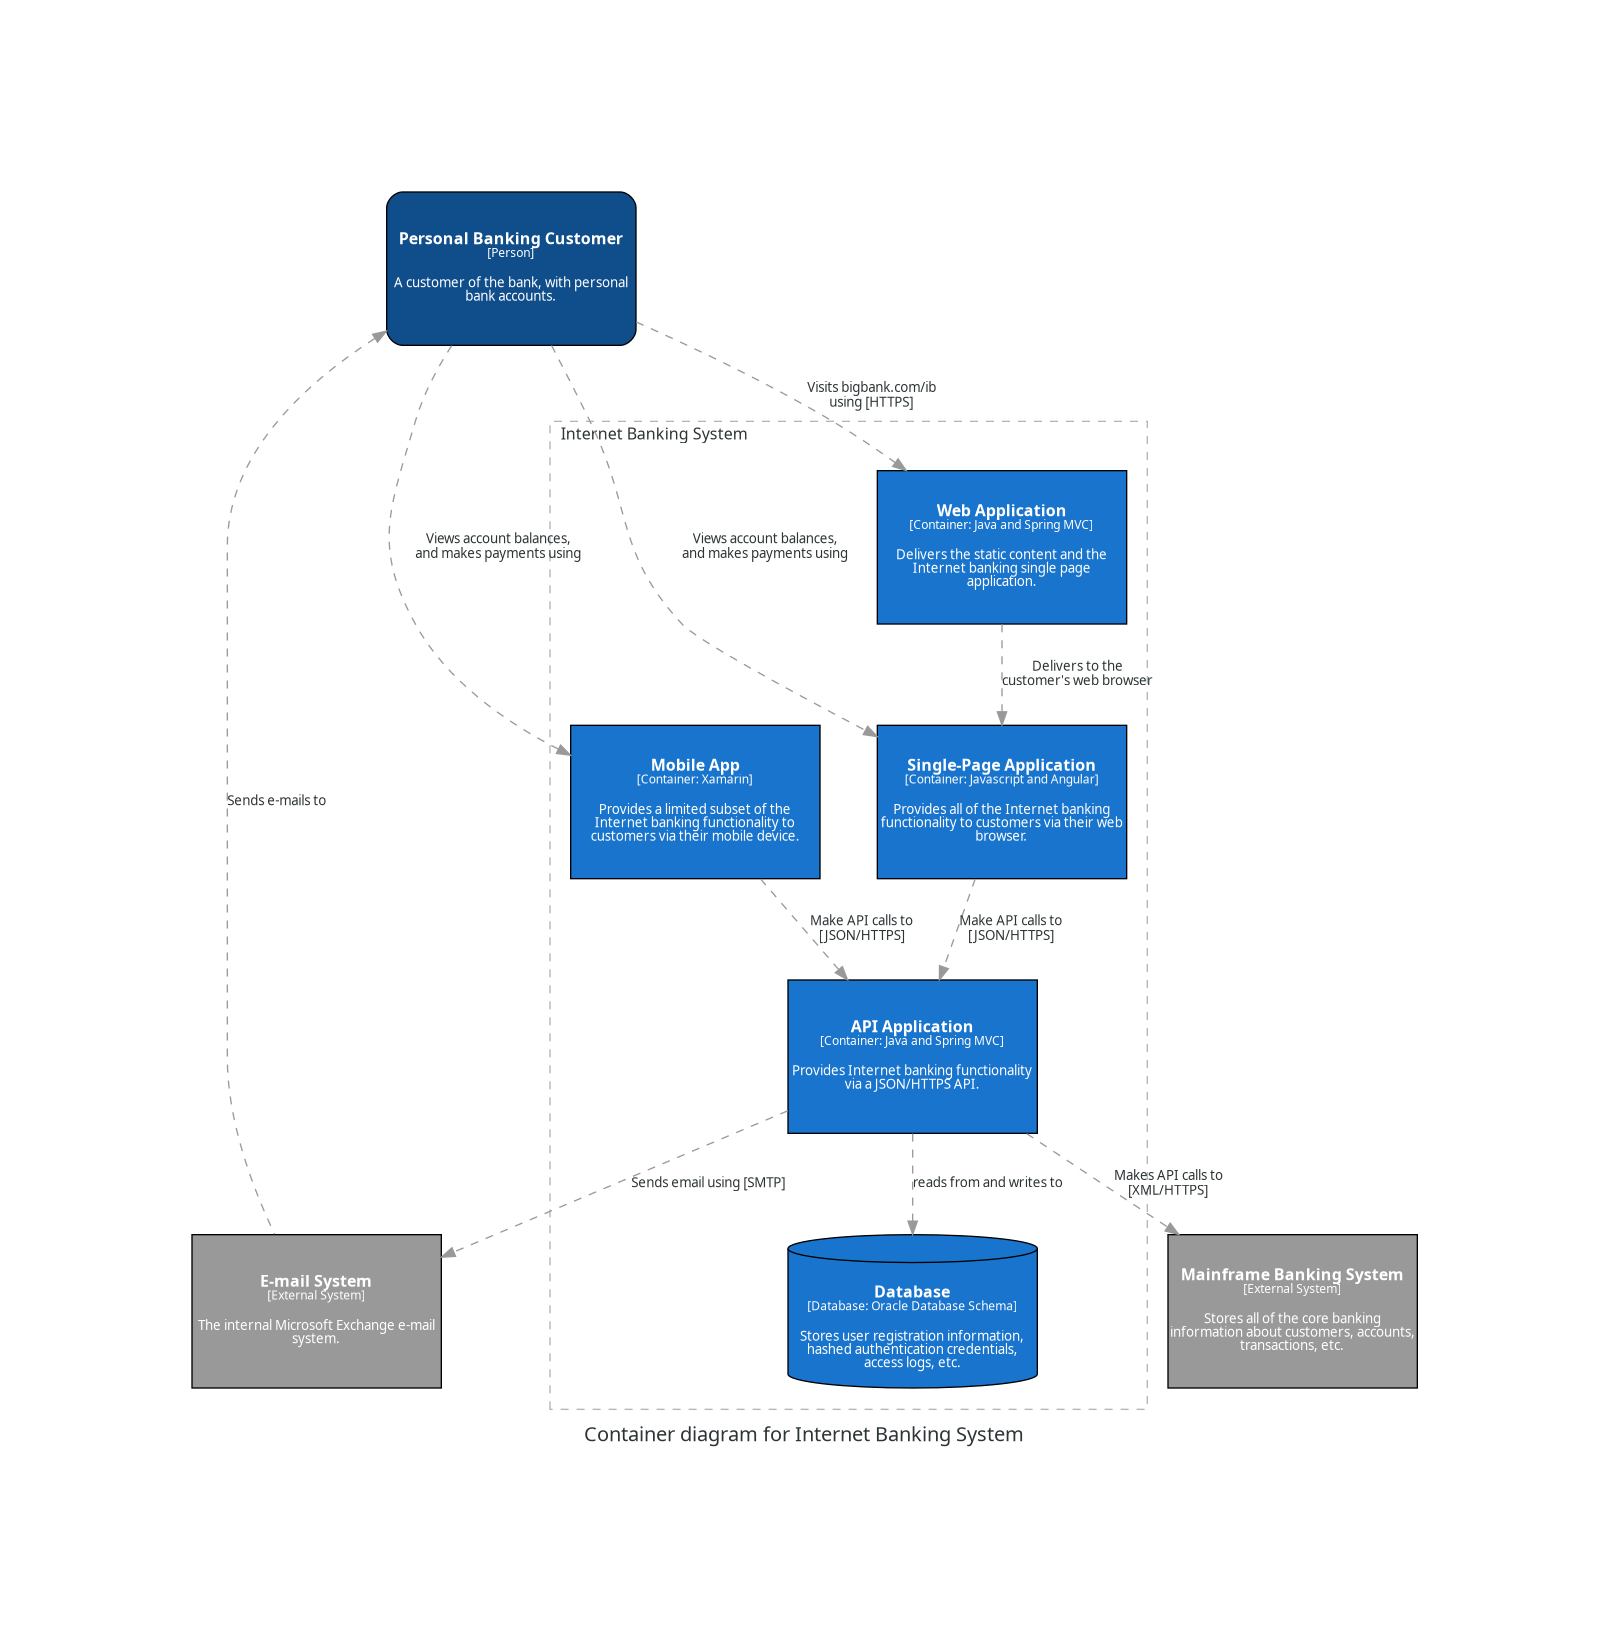 Personal Banking Customer
[Person]
A customer of the bank, with personal
bank accounts.
Visits bigbank.com/ib
using [HTTPS]
Internet Banking System
Web Application
[Container: Java and Spring MVC]
Delivers the static content and the
Internet banking single page
application.
Views account balances,
and makes payments using
Views account balances,
and makes payments using
Delivers to the
customer's web browser
Mobile App
[Container: Xamarin]
Provides a limited subset of the
Internet banking functionality to
customers via their mobile device.
Single-Page Application
[Container: Javascript and Angular]
Provides all of the Internet banking
functionality to customers via their web
browser.
Sends e-mails to
Make API calls to
[JSON/HTTPS]
Make API calls to
[JSON/HTTPS]
API Application
[Container: Java and Spring MVC]
Provides Internet banking functionality
via a JSON/HTTPS API.
Sends email using [SMTP]
reads from and writes to
Makes API calls to
[XML/HTTPS]
E-mail System
[External System]
The internal Microsoft Exchange e-mail
system.
Database
[Database: Oracle Database Schema]
Stores user registration information,
hashed authentication credentials,
access logs, etc.
Mainframe Banking System
[External System]
Stores all of the core banking
information about customers, accounts,
transactions, etc.
Container diagram for Internet Banking System